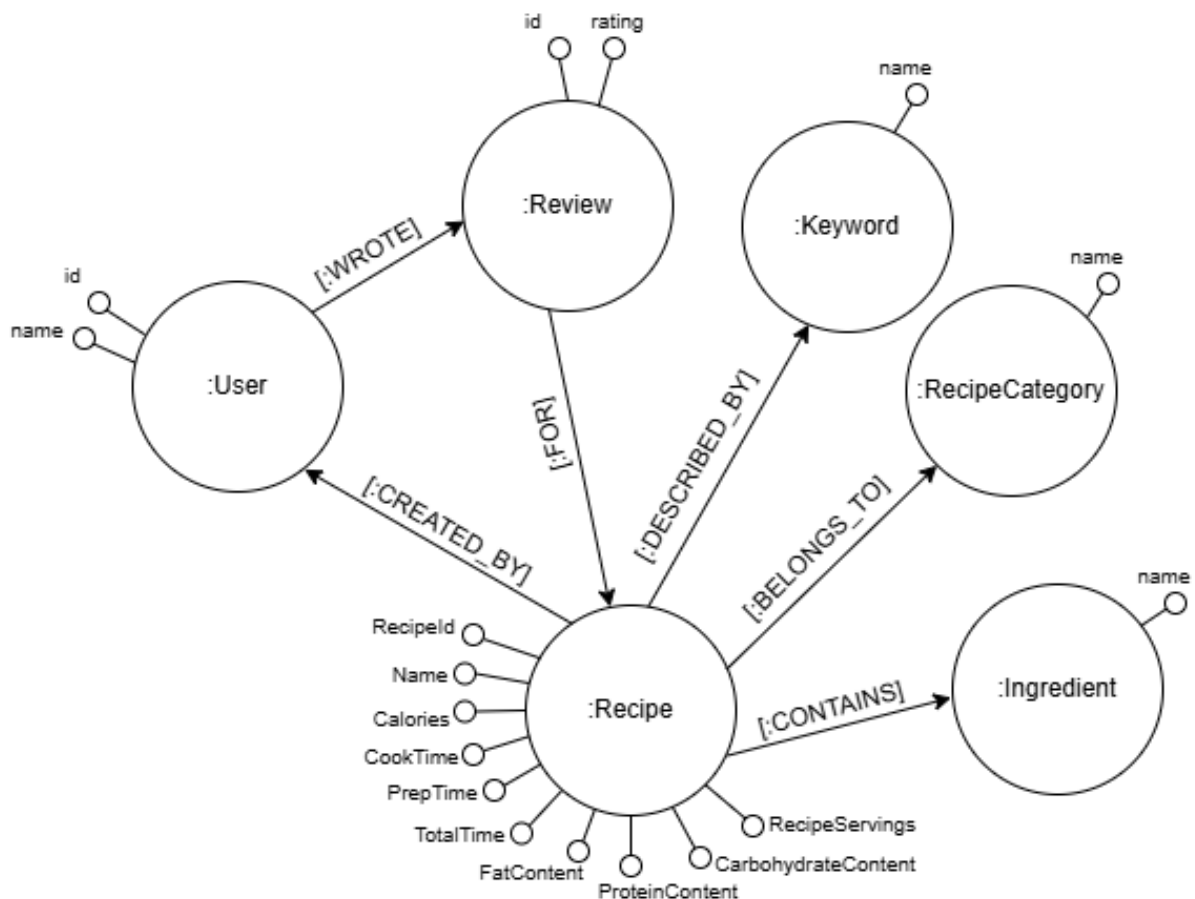 id
rating
:Review
name
:Keyword
[:WROTE]
id
name
:User
name
:RecipeCategory
[:FOR]
[:DESCRIBED_BY]
[:CREATED_BY]
[:BELONGS_TO]
name
:Ingredient
[:CONTAINS]
:Recipe
RecipeId
Name
Calories
CookTime
PrepTime
TotalTime
FatContent
ProteinContent
CarbohydrateContent
RecipeServings